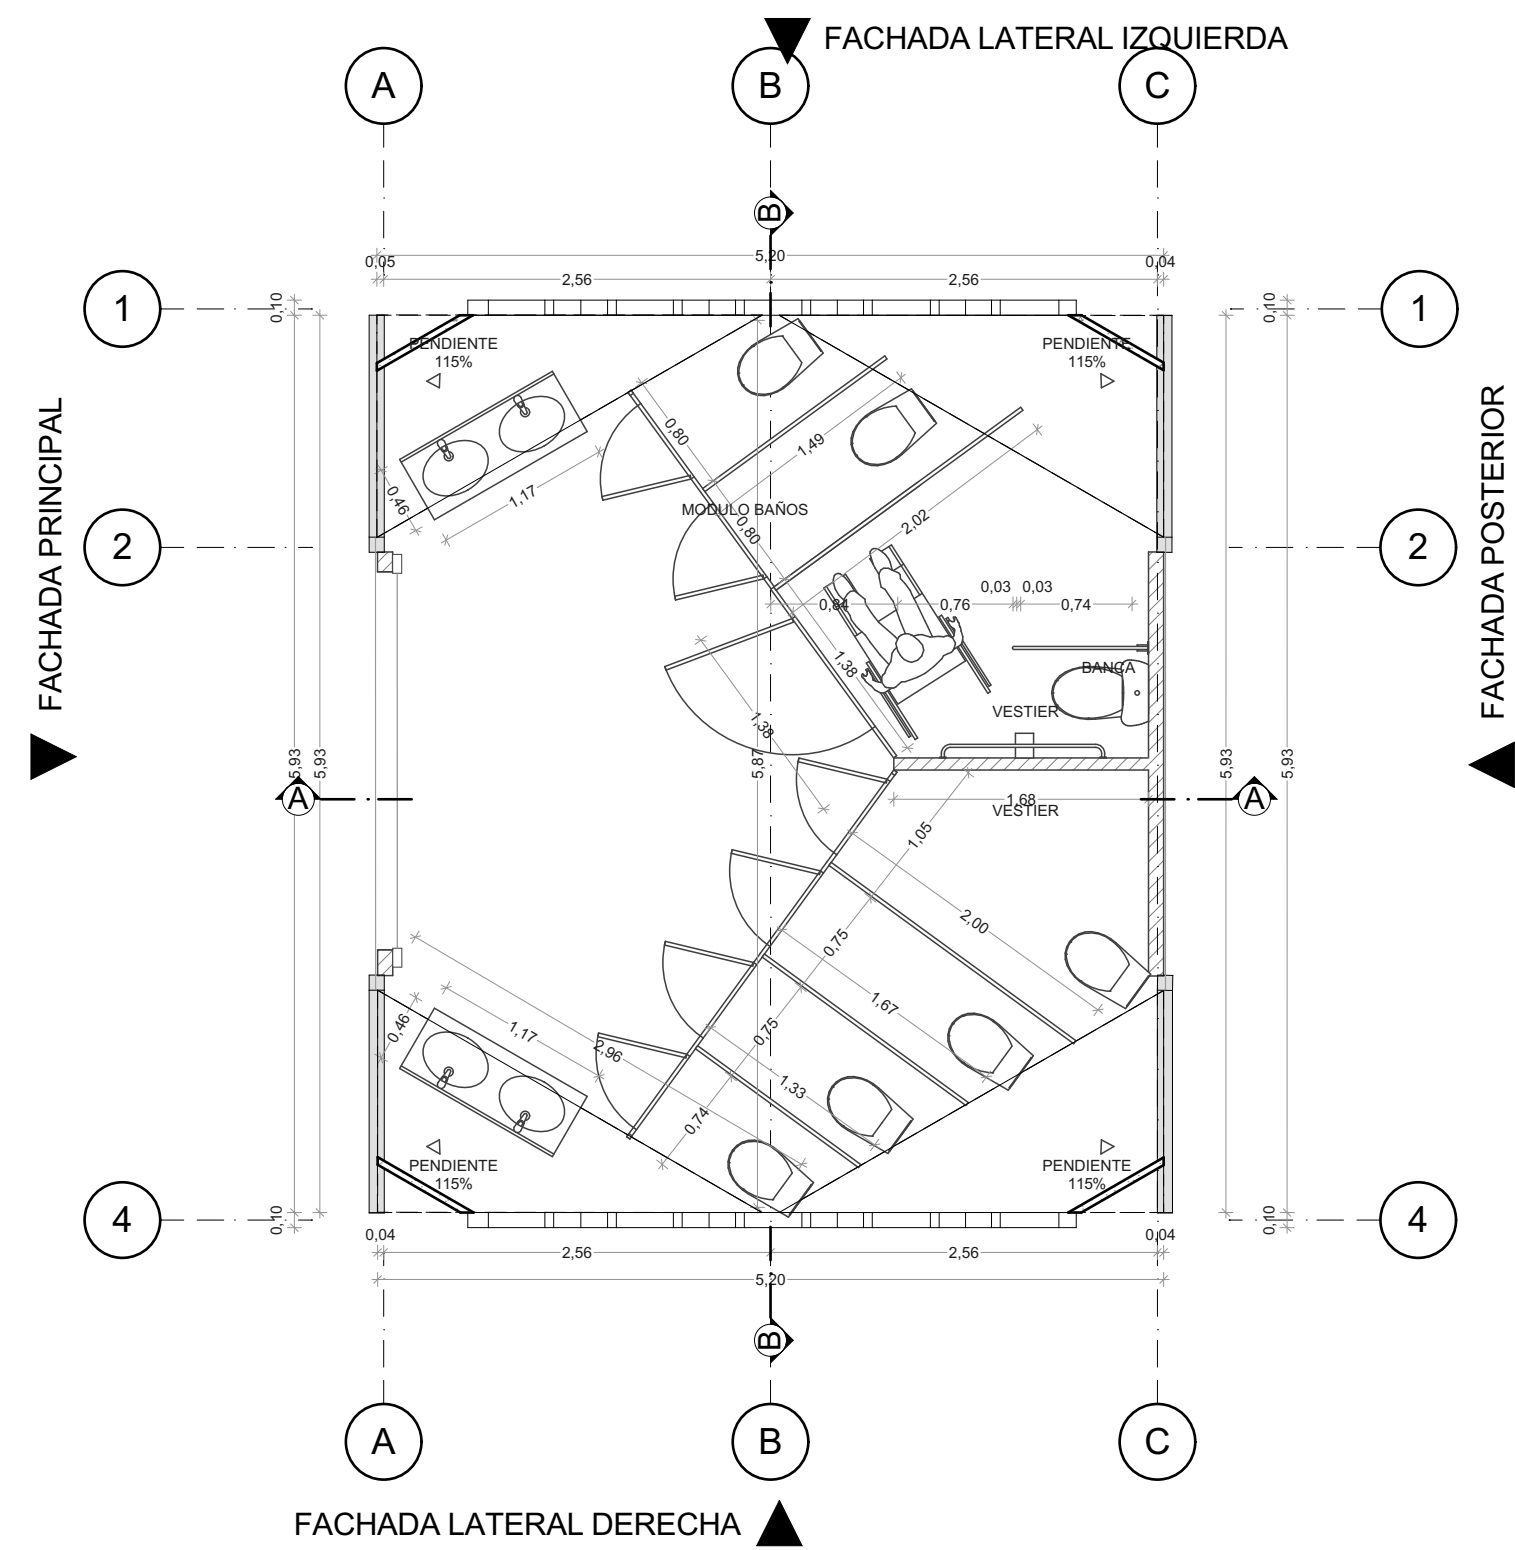 FACHADA LATERAL IZQUIERDA
A
B
C
B
5,20
0,05
0,04
2,56
2,56
1
1
0,10
0,10
PENDIENTE
115%
PENDIENTE
115%
0,80
1,49
0,46
1,17
MODULO BAÑOS
0,80
2,02
2
2
FACHADA PRINCIPAL
FACHADA POSTERIOR
0,03
0,03
0,84
0,76
0,74
1,38
BANCA
VESTIER
1,38
5,93
5,93
5,87
5,93
5,93
A
A
1,68
VESTIER
1,05
2,00
0,75
1,67
0,46
1,17
2,96
0,75
1,33
0,74
PENDIENTE
115%
PENDIENTE
115%
4
4
0,10
0,10
0,04
0,04
2,56
2,56
5,20
B
A
B
C
FACHADA LATERAL DERECHA